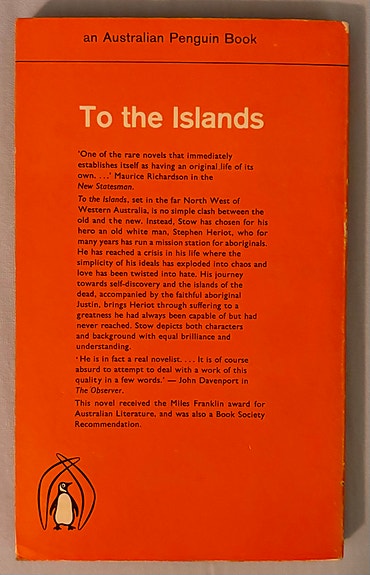 an Australian Penguin Book
To the Islands
'One of the rare novels that immediately
establishes itself as having an original life of its
own. . . .' Maurice Richardson in the
New Statesman.
To the Islands, set in the far North West of
Western Australia, is no simple clash between the
old and the new. Instead, Stow has chosen for his
hero an old white man, Stephen Heriot, who for
many years has run a mission station for aboriginals.
He has reached a crisis in his life where the
simplicity of his ideals has exploded into chaos and
love has been twisted into hate. His journey
towards self-discovery and the islands of the
dead, accompanied by the faithful aboriginal
Justin, brings Heriot through suffering to a
greatness he had always been capable of but had
never reached. Stow depicts both characters
and background with equal brilliance and
understanding.
'He is in fact a real novelist. . . . It is of course
absurd to attempt to deal with a work of this
quality in a few words.' — John Davenport in
The Observer.
This novel received the Miles Franklin award for
Australian Literature, and was also a Book Society
Recommendation.